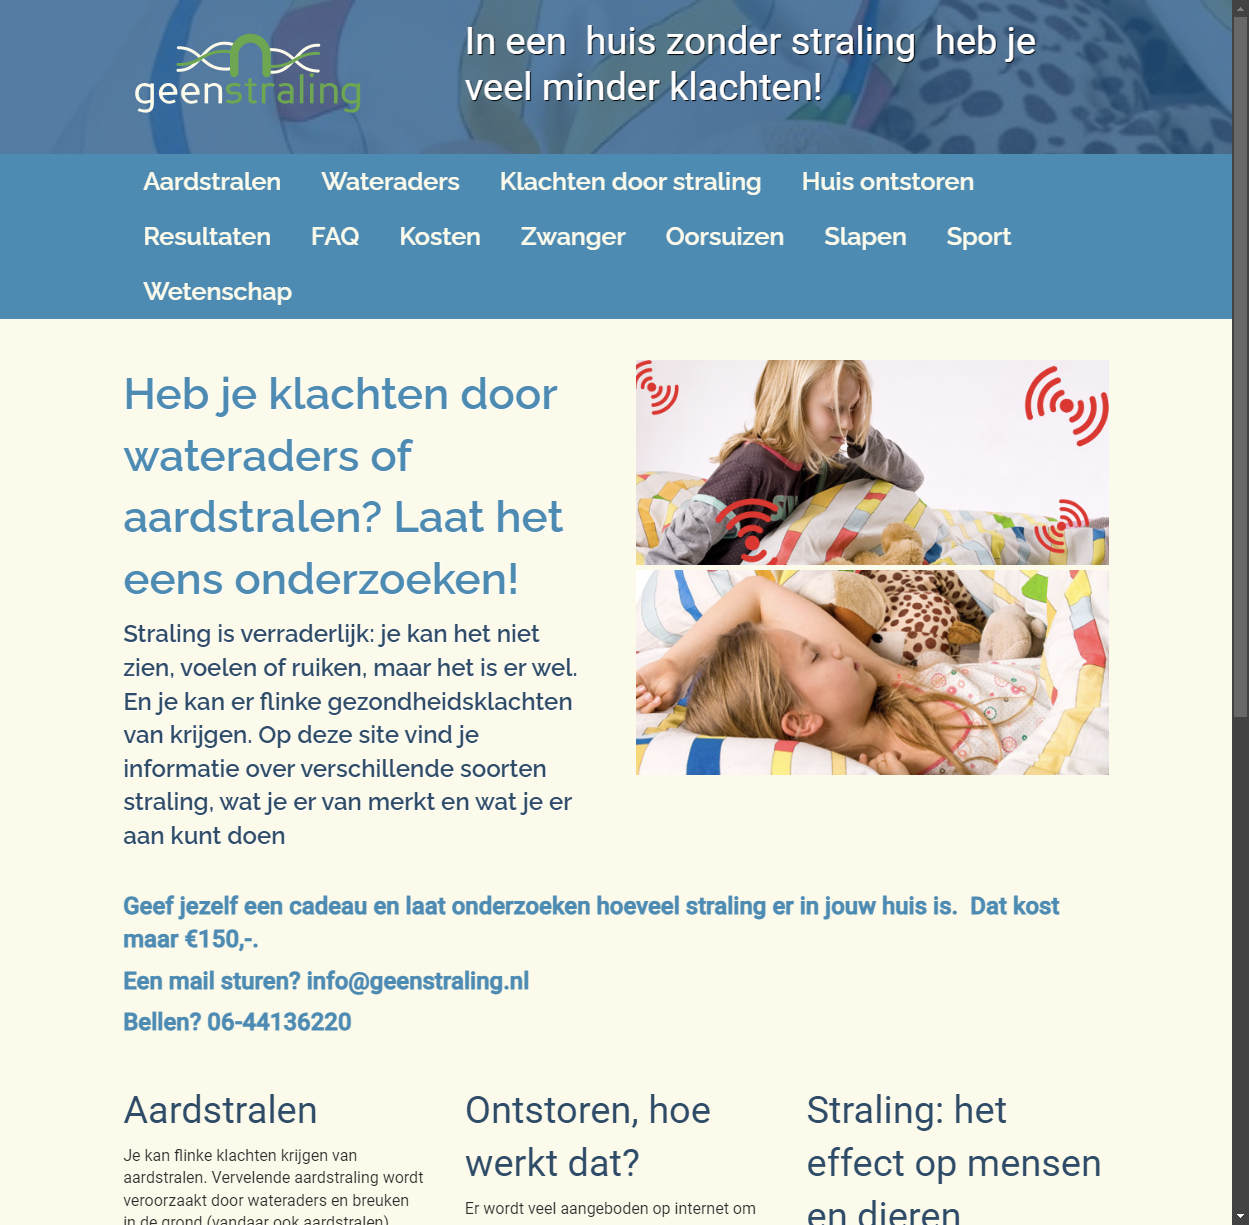 geenstraling
In een huis zonder straling heb je
veel minder klachten!
Aardstralen Wateraders Klachten door straling Huis ontstoren
Resultaten FAQ Kosten Zwanger Oorsuizen Slapen Sport
Wetenschap
Heb je klachten door
wateraders of
aardstralen? Laat het
eens onderzoeken!
Straling is verraderlijk: je kan het niet
zien, voelen of ruiken, maar het is er wel.
En je kan er flinke gezondheidsklachten
van krijgen. Op deze site vind je
informatie over verschillende soorten
straling, wat je er van merkt en wat je er
aan kunt doen
Geef jezelf een cadeau en laat onderzoeken hoeveel straling er in jouw huis is. Dat kost
maar €150,-.
Een mail sturen? info@geenstraling.nl
Bellen? 06-44136220
Aardstralen
Je kan flinke klachten krijgen van
aardstralen. Vervelende aardstraling wordt
veroorzaakt door wateraders en breuken
in de grond (vandaar ook aardstralen)
Ontstoren, hoe
werkt dat?
Er wordt veel aangeboden op internet om
Straling: het
effect op mensen
en dieren